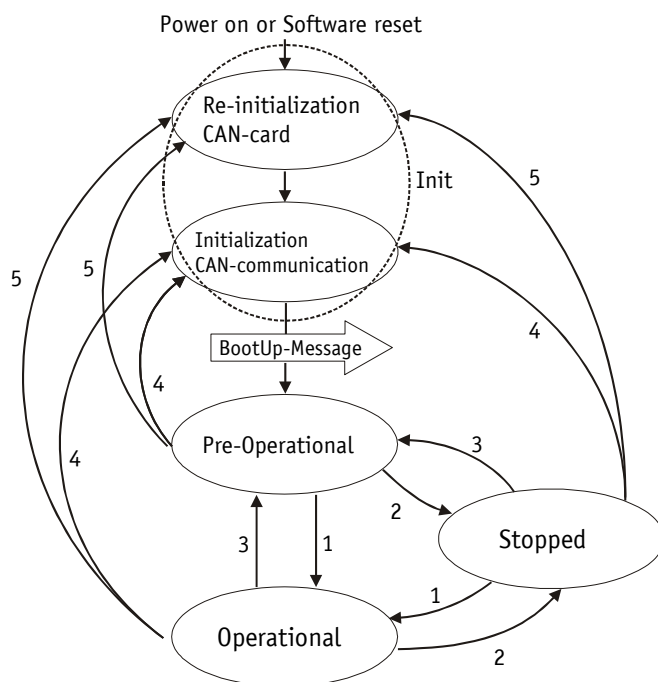 Power on or Software reset
Re-initialization
CAN-card
5
Init
Initialization
CAN-communication
5
5
4
BootUp-Message
4
4
Pre-Operational
3
2
3
1
Stopped
1
Operational
2